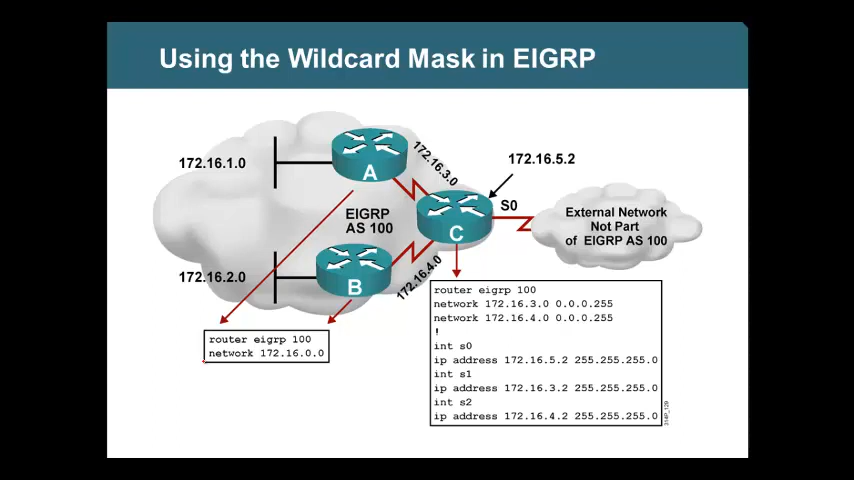 Using the Wildcard Mask in EIGRP
172.16.1.0
A
172.16.3.0
172.16.5.2
S0
EIGRP
AS 100
C
External Network
Not Part
of EIGRP AS 100
172.16.2.0
B
172.16.4.0
router eigrp 100
network 172.16.0.0
router eigrp 100
network 172.16.3.0 0.0.0.255
network 172.16.4.0 0.0.0.255
!
int s0
ip address 172.16.5.2 255.255.255.0
int s1
ip address 172.16.3.2 255.255.255.0
int s2
ip address 172.16.4.2 255.255.255.0